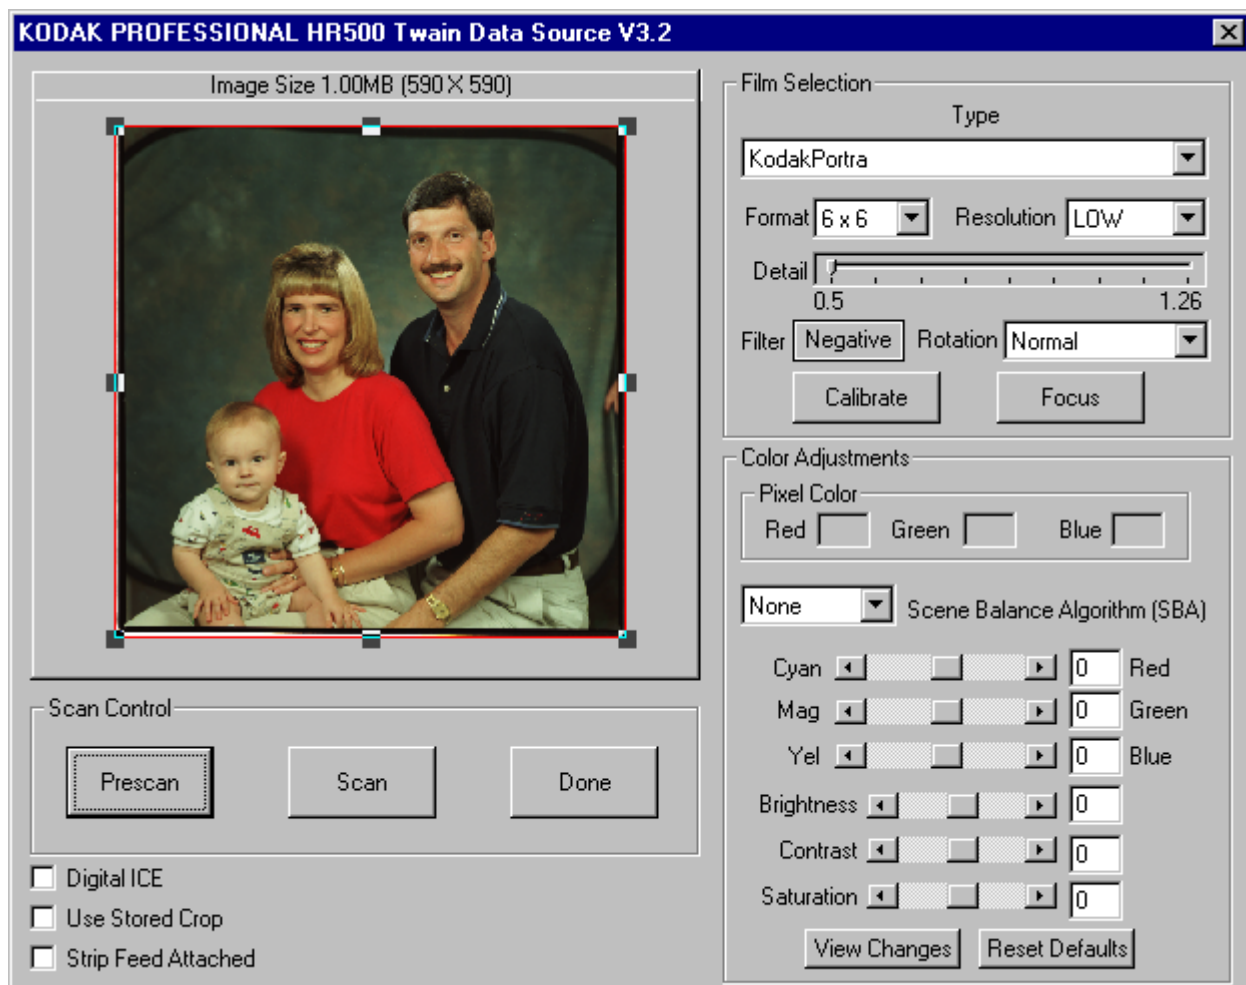 KODAK PROFESSIONAL HR500 Twain Data Source V3.2
Image Size 1.00MB (590 X 590)
Film Selection
Type
KodakPortra
Format 6 x 6 Resolution LOW
Detail
0.5 1.26
Filter Negative Rotation Normal
Calibrate Focus
Color Adjustments
Pixel Color
Red Green Blue
None Scene Balance Algorithm (SBA)
Cyan 0 Red
Mag 0 Green
Yel 0 Blue
Brightness 0
Contrast 0
Saturation 0
View Changes Reset Defaults
Scan Control
Prescan Scan Done
Digital ICE
Use Stored Crop
Strip Feed Attached